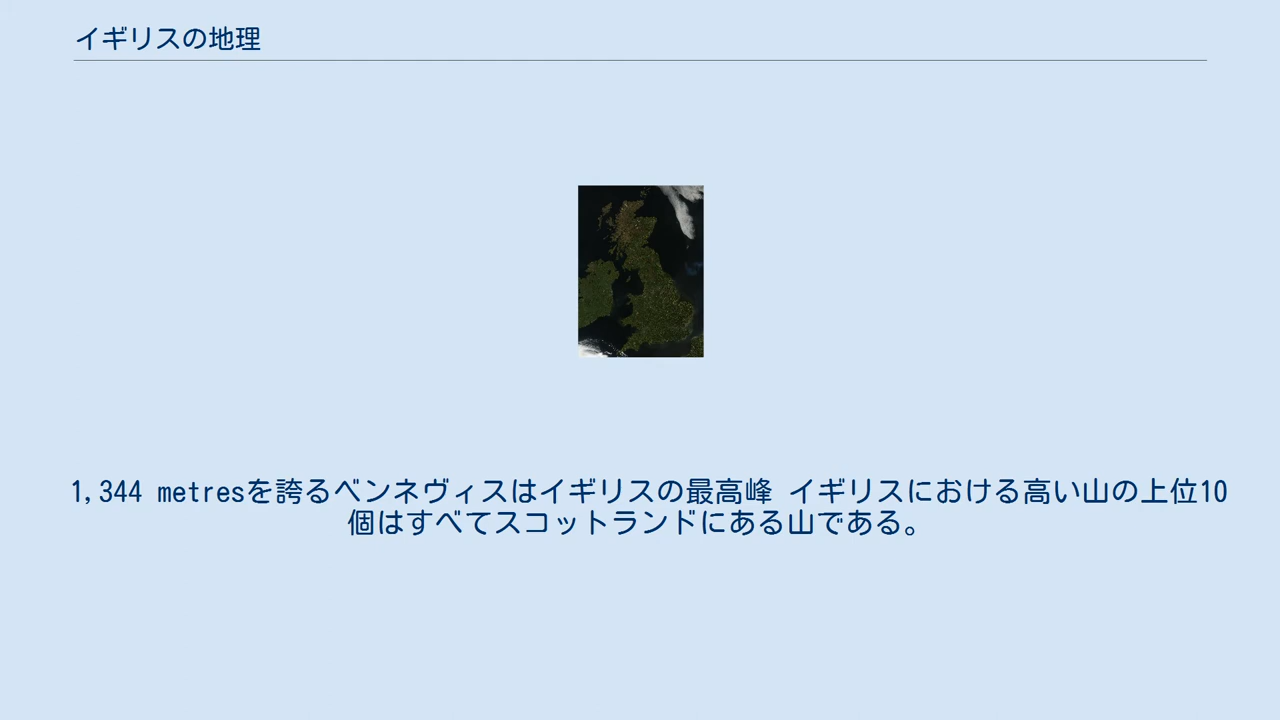 イギリスの地理
1,344 metresを誇るベンネヴィスはイギリスの最高峰 イギリスにおける高い山の上位10
個はすべてスコットランドにある山である。